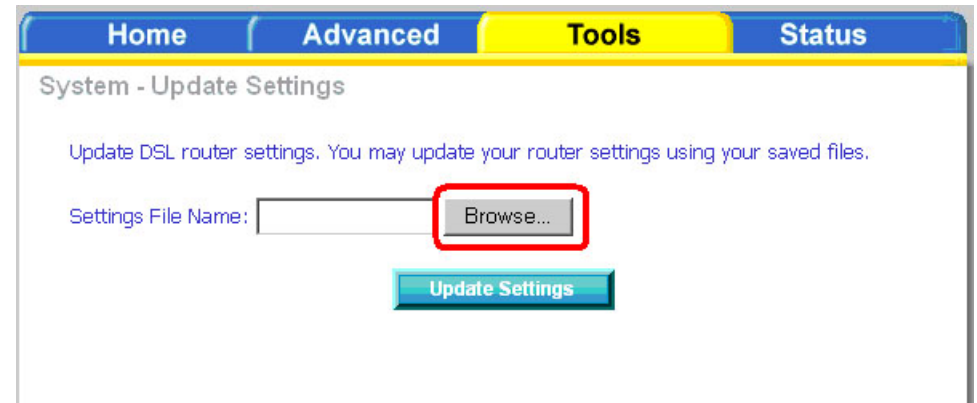 Home Advanced Tools Status
System - Update Settings
Update DSL router settings. You may update your router settings using your saved files.
Settings File Name: Browse...
Update Settings